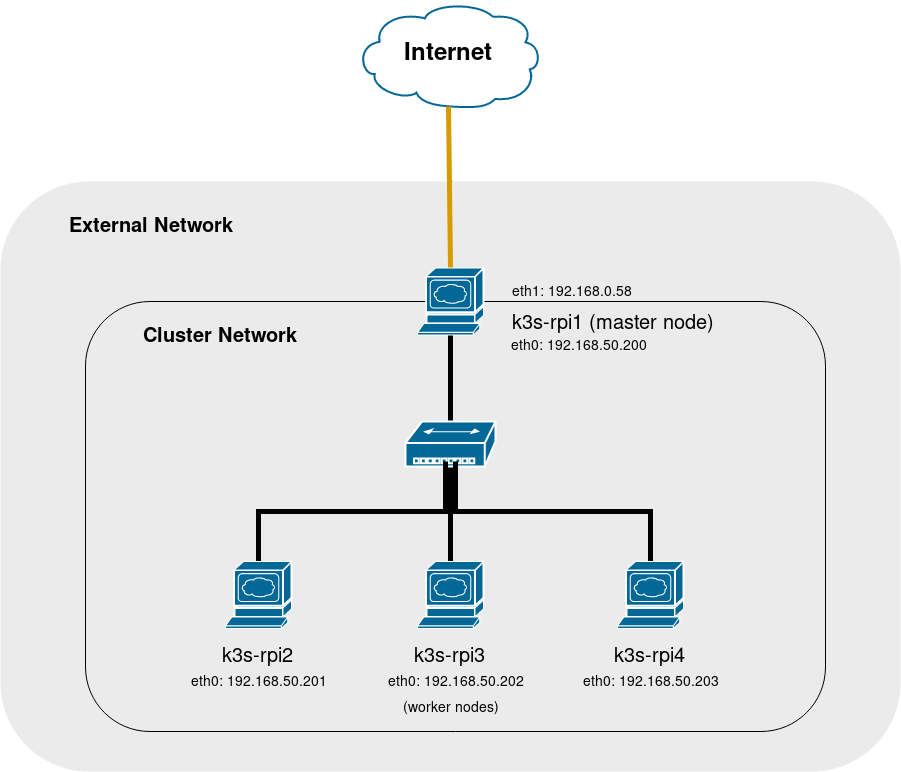 Internet
External Network
eth1: 192.168.0.58
Cluster Network
k3s-rpi1 (master node)
eth0: 192.168.50.200
k3s-rpi2
eth0: 192.168.50.201
k3s-rpi3
eth0: 192.168.50.202
(worker nodes)
k3s-rpi4
eth0: 192.168.50.203